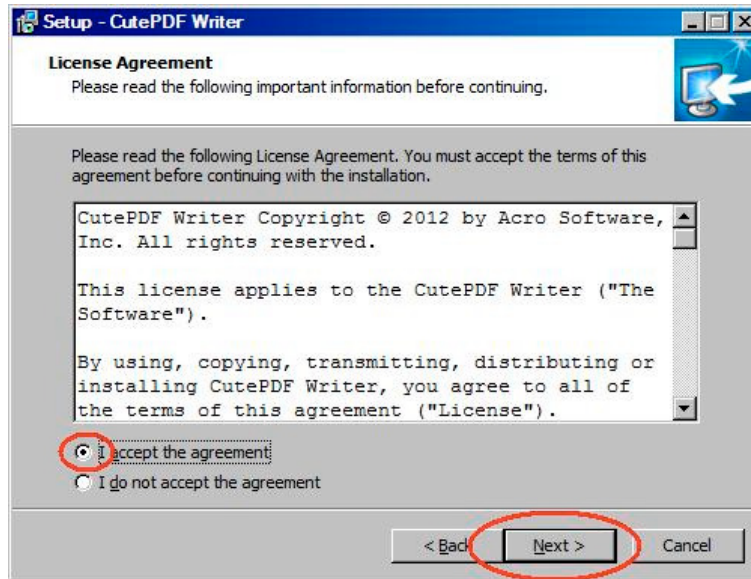 Setup - CutePDF Writer
License Agreement
Please read the following important information before continuing.
Please read the following License Agreement. You must accept the terms of this
agreement before continuing with the installation.
CutePDF Writer Copyright © 2012 by Acro Software,
Inc. All rights reserved.
This license applies to the CutePDF Writer ("The
Software").
By using, copying, transmitting, distributing or
installing CutePDF Writer, you agree to all of
the terms of this agreement ("License").
I accept the agreement
I do not accept the agreement
< Back
Next >
Cancel